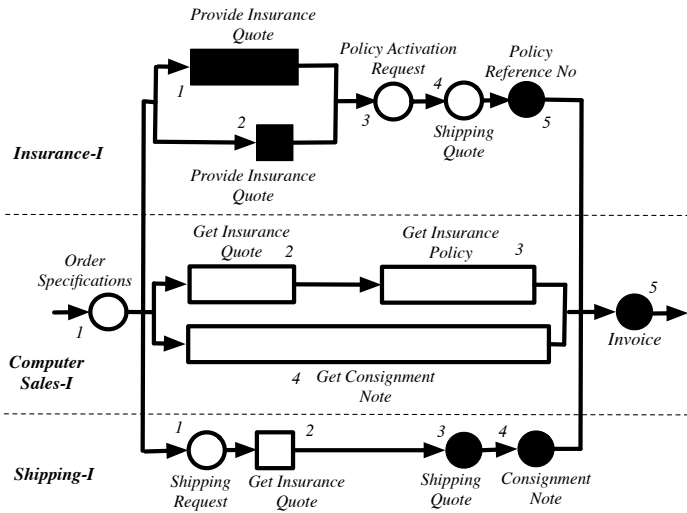 Provide Insurance
Quote
1
2
Provide Insurance
Quote
Policy Activation
Request
3
4
Shipping
Quote
Policy
Reference No
5
Insurance-I
Order
Specifications
1
Get Insurance
Quote 2
Get Insurance
Policy 3
4 Get Consignment
Note
5
Invoice
Computer
Sales-I
1
Shipping
Request
2
Get Insurance
Quote
3
Shipping
Quote
4
Consignment
Note
Shipping-I